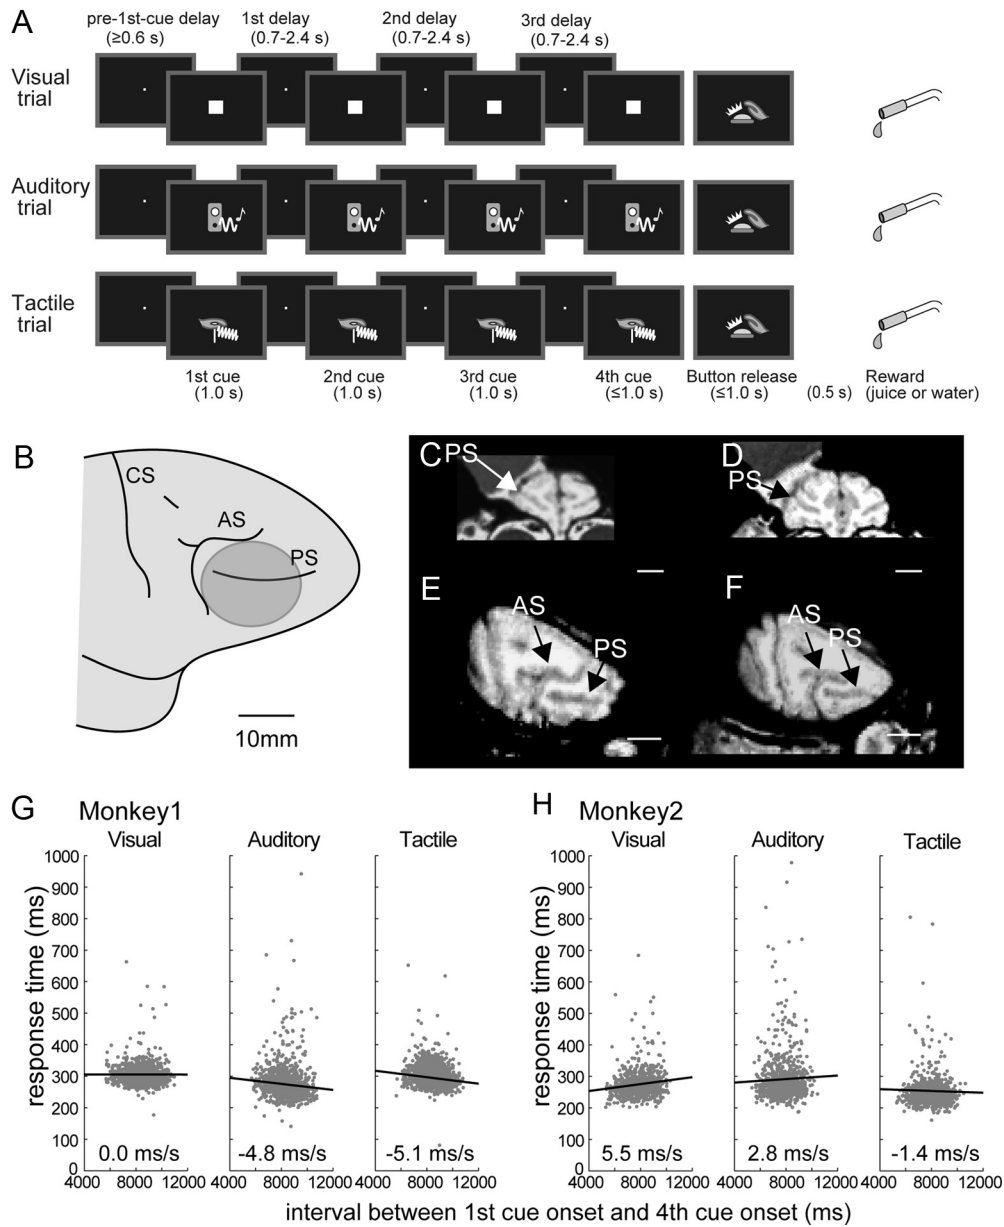 A
pre-1st-cue delay
(≥0.6 s)
1st delay
(0.7-2.4 s)
2nd delay
(0.7-2.4 s)
3rd delay
(0.7-2.4 s)
Visual
trial
Auditory
trial
Tactile
trial
1st cue
(1.0 s)
2nd cue
(1.0 s)
3rd cue
(1.0 s)
4th cue
(≤1.0 s)
Button release
(≤1.0 s)
(0.5 s)
Reward
(juice or water)
B
CS
AS
PS
10mm
C
PS
D
PS
E
AS
PS
F
AS
PS
G
Monkey1
Visual
Auditory
Tactile
response time (ms)
1000
900
800
700
600
500
400
300
200
100
0
0.0 ms/s
-4.8 ms/s
-5.1 ms/s
4000 8000 12000
4000 8000 12000
4000 8000 12000
H
Monkey2
Visual
Auditory
Tactile
response time (ms)
1000
900
800
700
600
500
400
300
200
100
0
5.5 ms/s
2.8 ms/s
-1.4 ms/s
4000 8000 12000
4000 8000 12000
4000 8000 12000
interval between 1st cue onset and 4th cue onset (ms)